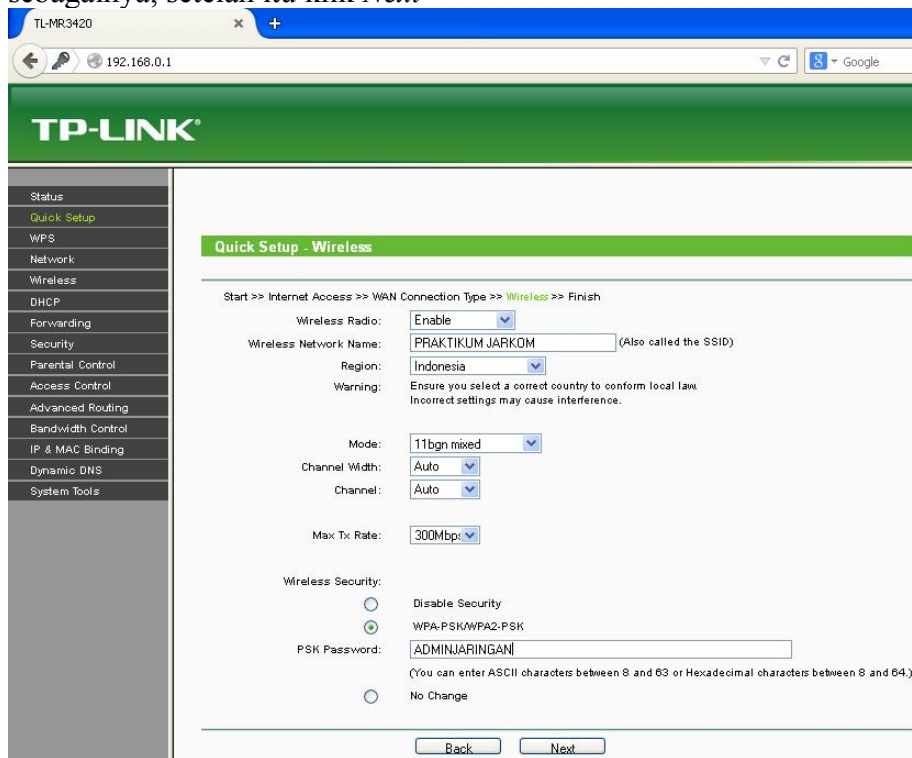 sebagainya, setelah itu klik Next
TL-MR3420
192.168.0.1
Google
TP-LINK®
Status
Quick Setup
WPS
Network
Wireless
DHCP
Forwarding
Security
Parental Control
Access Control
Advanced Routing
Bandwidth Control
IP & MAC Binding
Dynamic DNS
System Tools
Quick Setup - Wireless
Start >> Internet Access >> WAN Connection Type >> Wireless >> Finish
Wireless Radio: Enable
Wireless Network Name: PRAKTIKUM JARKOM (Also called the SSID)
Region: Indonesia
Warning: Ensure you select a correct country to conform local law.
Incorrect settings may cause interference.
Mode: 11bgn mixed
Channel Width: Auto
Channel: Auto
Max Tx Rate: 300Mbps
Wireless Security:
Disable Security
WPA-PSK/WPA2-PSK
PSK Password: ADMINJARINGAN
(You can enter ASCII characters between 8 and 63 or Hexadecimal characters between 8 and 64.)
No Change
Back Next